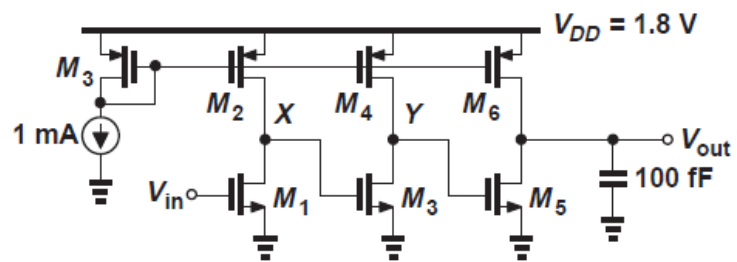 V_DD = 1.8 V
M_3
M_2
X
M_4
Y
M_6
1 mA
V_out
100 fF
V_in
M_1
M_3
M_5